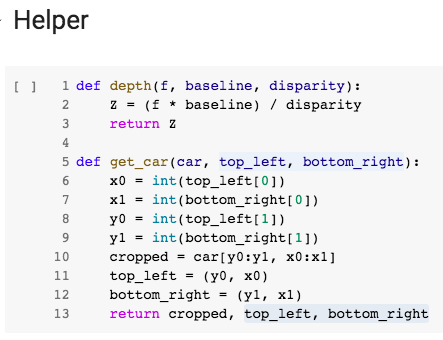 Helper
[ ]
1 def depth(f, baseline, disparity):
2     Z = (f * baseline) / disparity
3     return Z
4
5 def get_car(car, top_left, bottom_right):
6     x0 = int(top_left[0])
7     x1 = int(bottom_right[0])
8     y0 = int(top_left[1])
9     y1 = int(bottom_right[1])
10     cropped = car[y0:y1, x0:x1]
11     top_left = (y0, x0)
12     bottom_right = (y1, x1)
13     return cropped, top_left, bottom_right